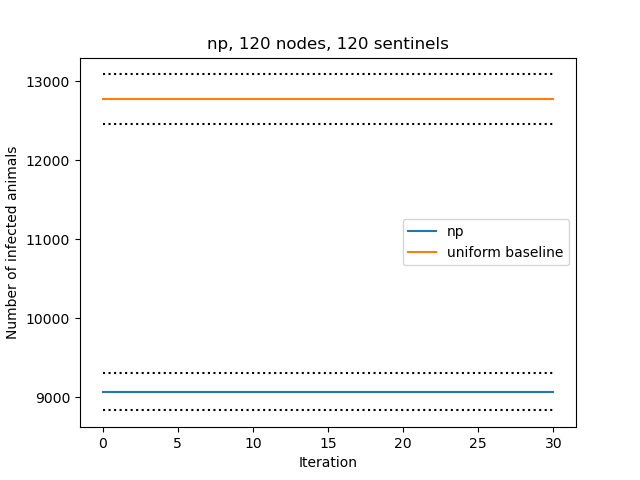 np, 120 nodes, 120 sentinels
Number of infected animals
13000
12000
11000
10000
9000
np
uniform baseline
0 5 10 15 20 25 30
Iteration